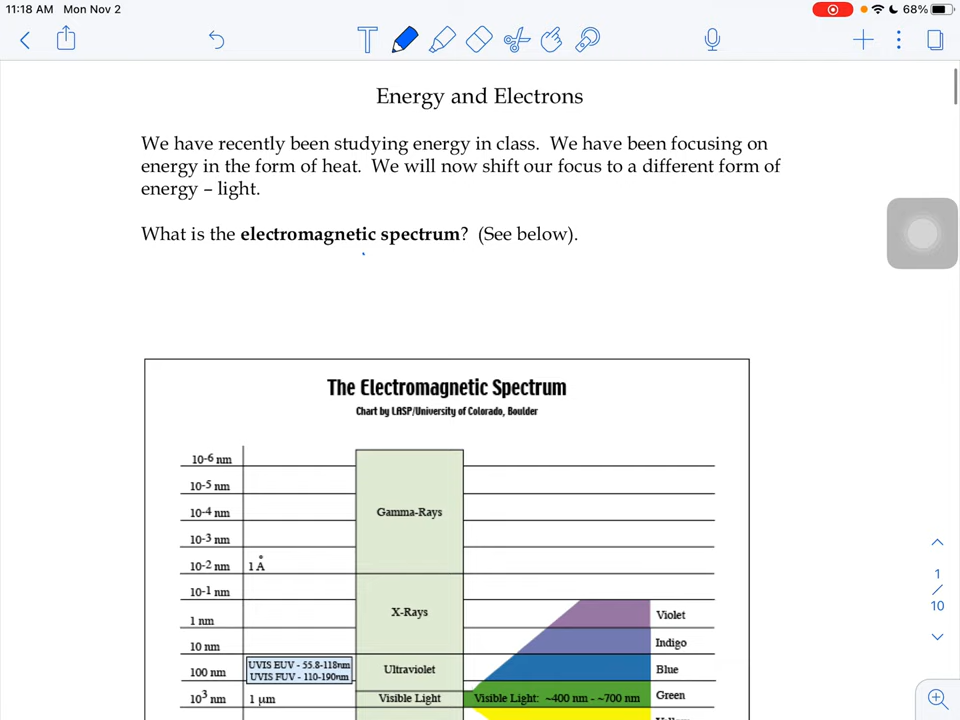 11:18 AM Mon Nov 2
68%
T
Energy and Electrons
We have recently been studying energy in class. We have been focusing on
energy in the form of heat. We will now shift our focus to a different form of
energy – light.
What is the electromagnetic spectrum? (See below).
The Electromagnetic Spectrum
Chart by LASP/University of Colorado, Boulder
10-6 nm
10-5 nm
10-4 nm
Gamma-Rays
10-3 nm
10-2 nm 1 Å
10-1 nm
X-Rays
1 nm Violet
10 nm Indigo
UVIS EUV - 55.8-118nm
100 nm Ultraviolet Blue
UVIS FUV - 110-190nm
10³ nm 1 µm Visible Light Visible Light: ~400 nm - ~700 nm Green
1
/
10